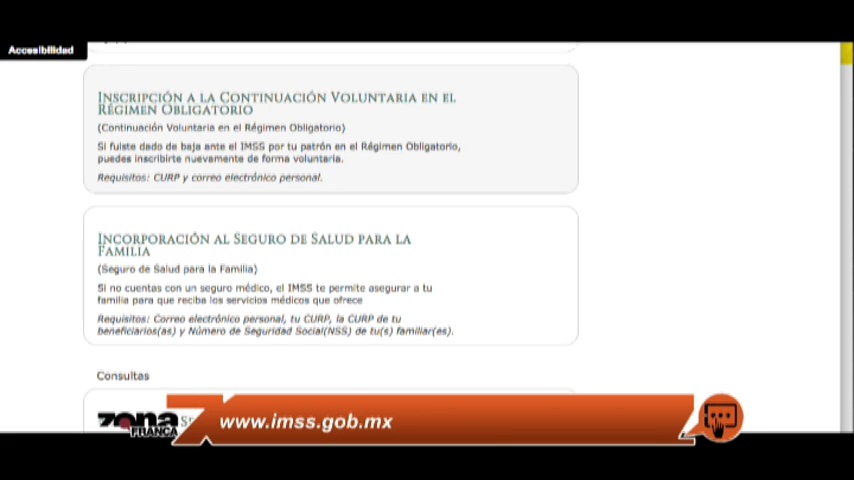 Accesibilidad
INSCRIPCIÓN A LA CONTINUACIÓN VOLUNTARIA EN EL
RÉGIMEN OBLIGATORIO
(Continuación Voluntaria en el Régimen Obligatorio)
Si fuiste dado de baja ante el IMSS por tu patrón en el Régimen Obligatorio,
puedes inscribirte nuevamente de forma voluntaria.
Requisitos: CURP y correo electrónico personal.
INCORPORACIÓN AL SEGURO DE SALUD PARA LA
FAMILIA
(Seguro de Salud para la Familia)
Si no cuentas con un seguro médico, el IMSS te permite asegurar a tu
familia para que reciba los servicios médicos que ofrece
Requisitos: Correo electrónico personal, tu CURP, la CURP de tu
beneficiarios(as) y Número de Seguridad Social(NSS) de tu(s) familiar(es).
Consultas
zona
FRANCA
www.imss.gob.mx